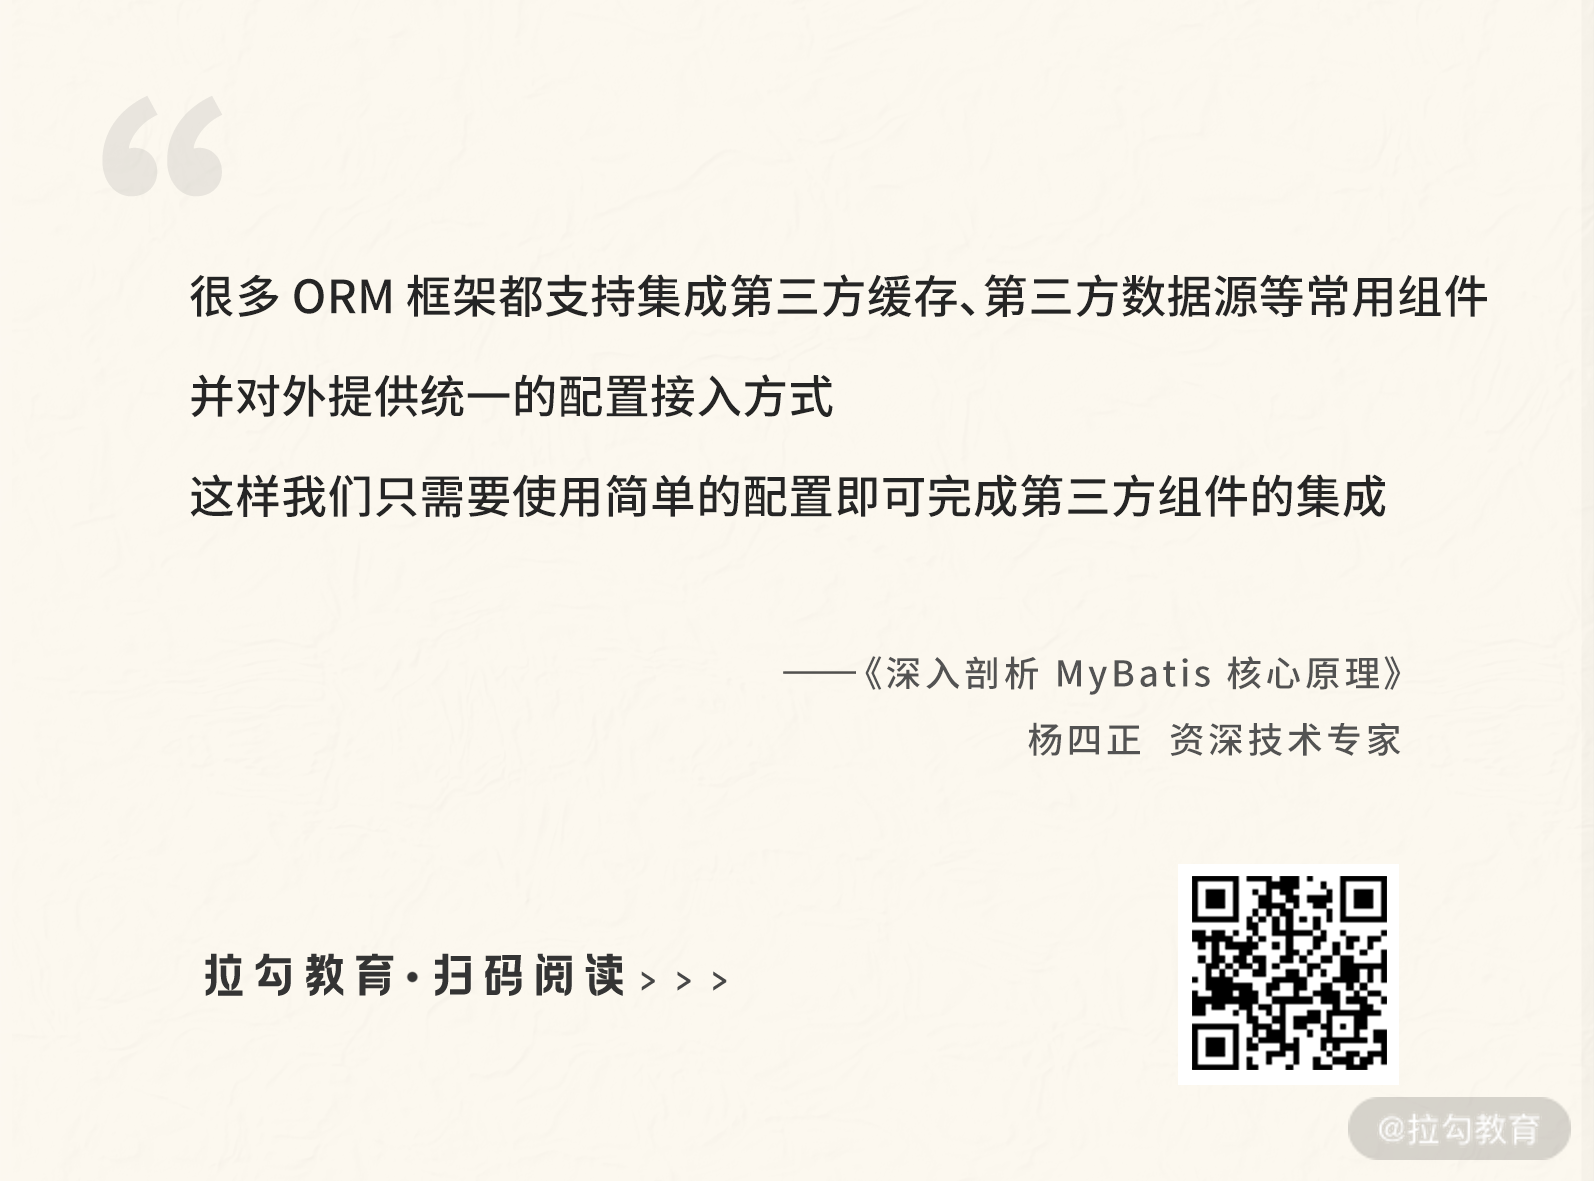 很多 ORM 框架都支持集成第三方缓存、第三方数据源等常用组件
并对外提供统一的配置接入方式
这样我们只需要使用简单的配置即可完成第三方组件的集成
——《深入剖析 MyBatis 核心原理》
杨四正 资深技术专家
拉勾教育·扫码阅读 > > >
@拉勾教育